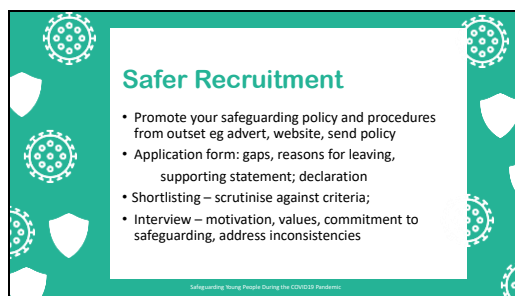 Safer Recruitment
• Promote your safeguarding policy and procedures
from outset eg advert, website, send policy
• Application form: gaps, reasons for leaving,
supporting statement; declaration
• Shortlisting – scrutinise against criteria;
• Interview – motivation, values, commitment to
safeguarding, address inconsistencies
Safeguarding Young People During the COVID19 Pandemic